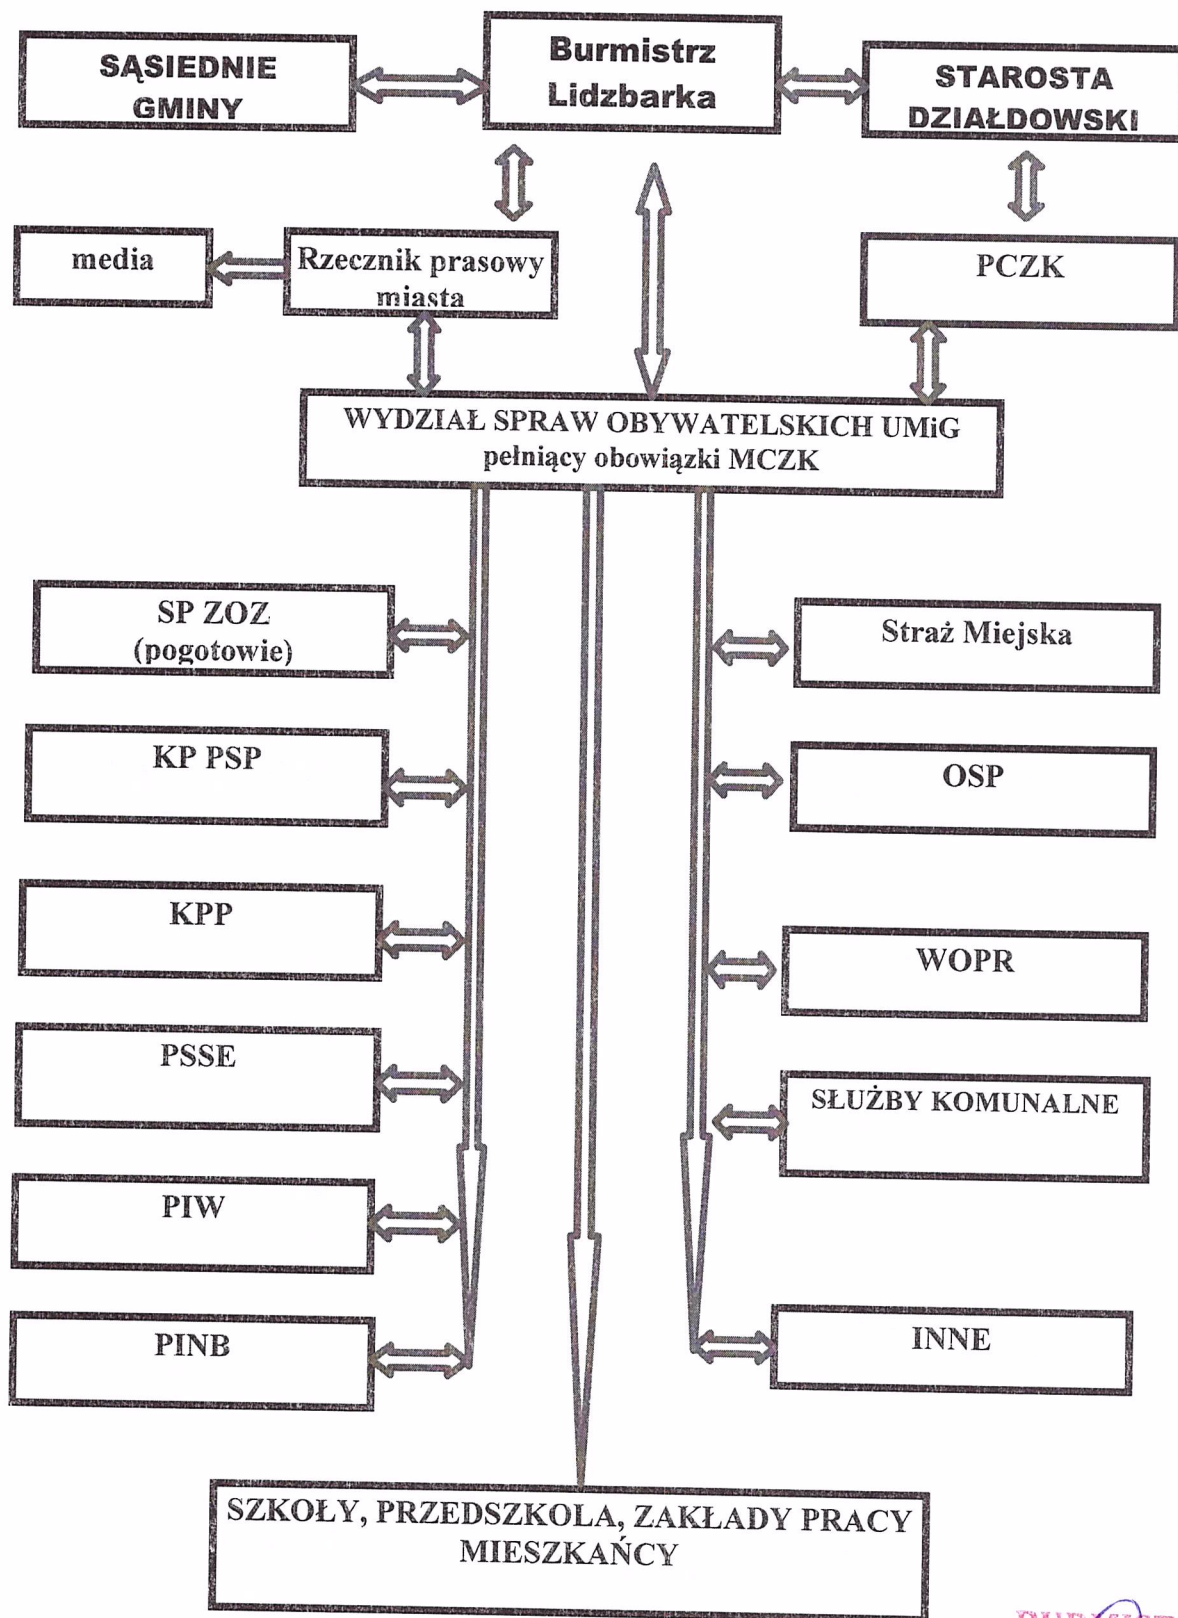 SĄSIEDNIE
GMINY
Burmistrz
Lidzbarka
STAROSTA
DZIAŁDOWSKI
media
Rzecznik prasowy
miasta
PCZK
WYDZIAŁ SPRAW OBYWATELSKICH UMiG
pełniący obowiązki MCZK
SP ZOZ
(pogotowie)
Straż Miejska
KP PSP
OSP
KPP
WOPR
PSSE
SŁUŻBY KOMUNALNE
PIW
PINB
INNE
SZKOŁY, PRZEDSZKOLA, ZAKŁADY PRACY
MIESZKAŃCY